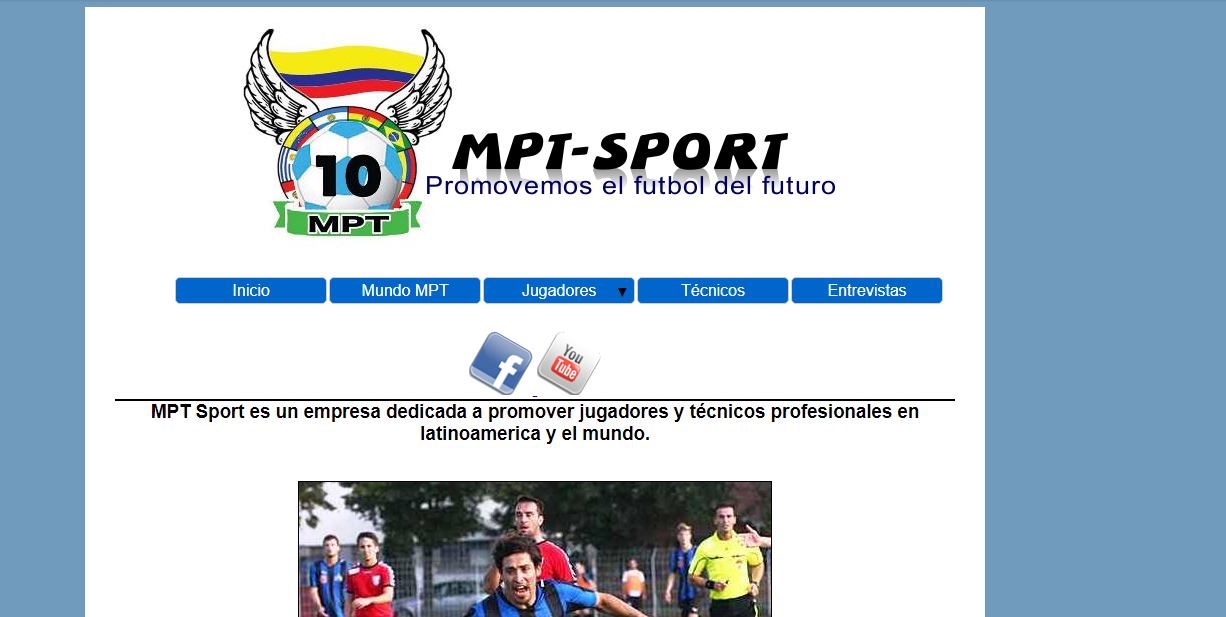 10
MPT
MPT-SPORT
Promovemos el futbol del futuro
Inicio
Mundo MPT
Jugadores
Técnicos
Entrevistas
f
You
Tube
MPT Sport es un empresa dedicada a promover jugadores y técnicos profesionales en
latinoamerica y el mundo.